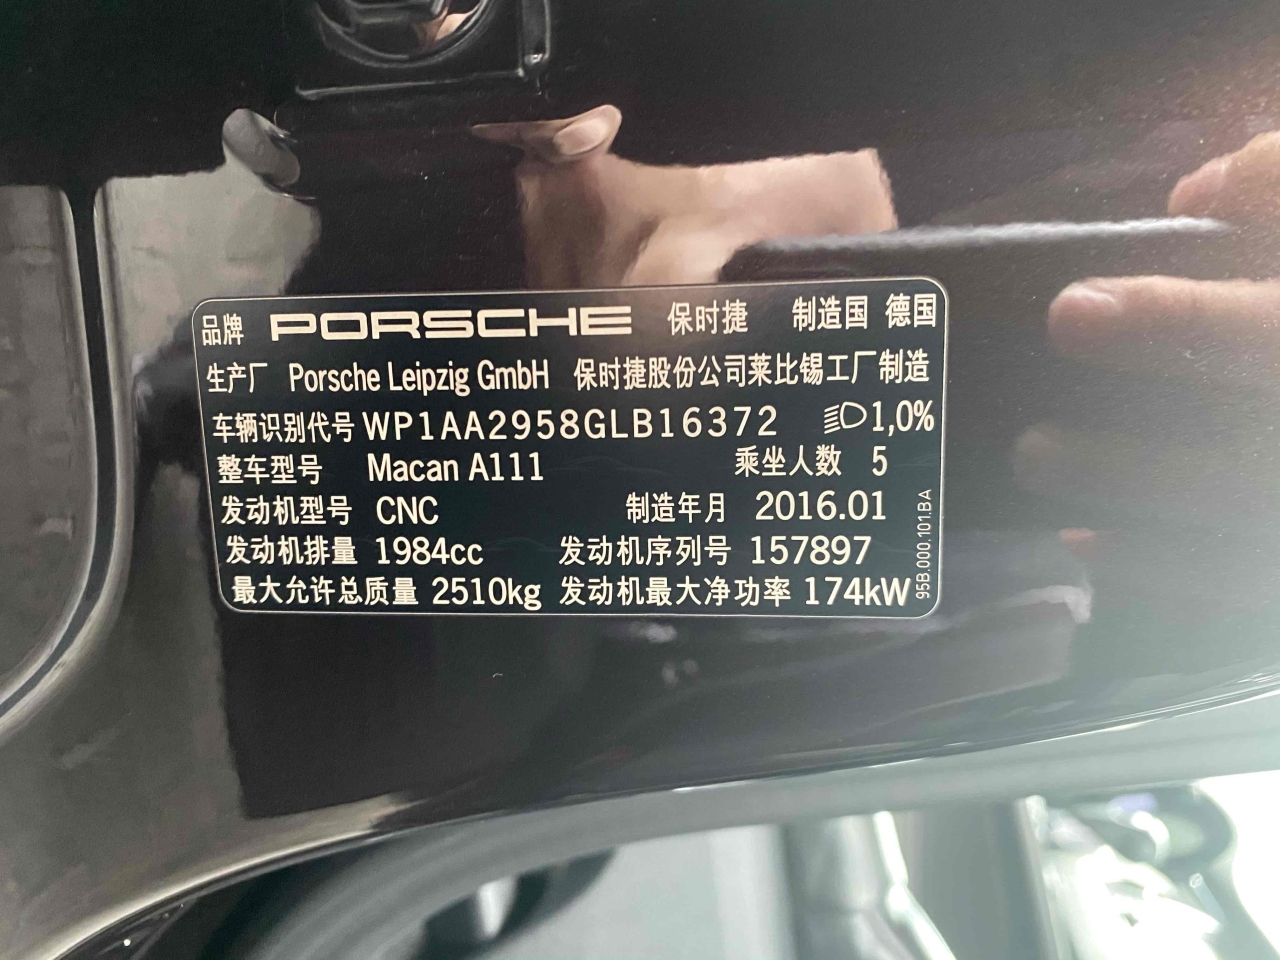 品牌 PORSCHE 保时捷 制造国 德国
生产厂 Porsche Leipzig GmbH 保时捷股份公司莱比锡工厂制造
车辆识别代号 WP1AA2958GLB16372 1,0%
整车型号 Macan A111 乘坐人数 5
发动机型号 CNC 制造年月 2016.01
发动机排量 1984cc 发动机序列号 157897
最大允许总质量 2510kg 发动机最大净功率 174kW
95B.000.101.BA